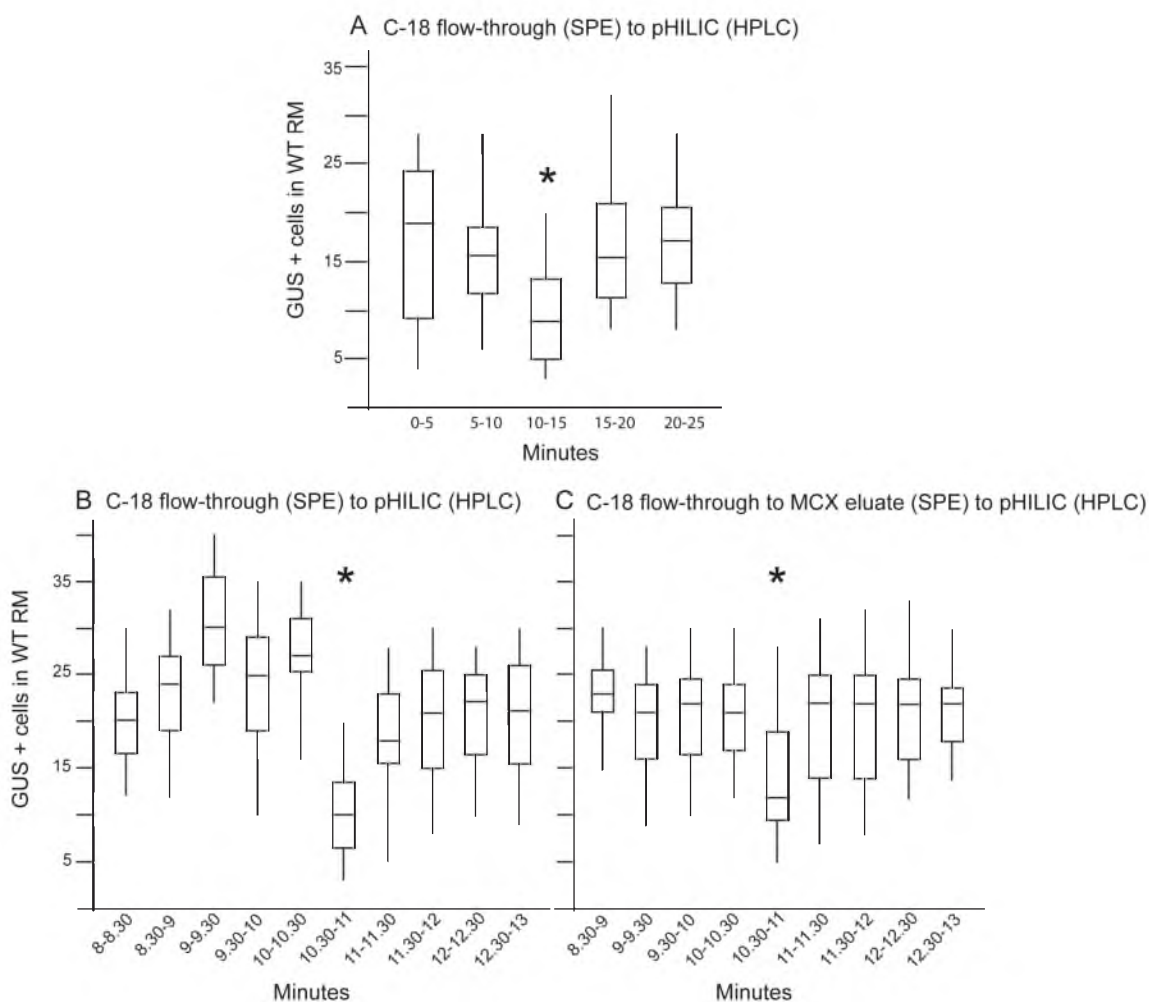 A C-18 flow-through (SPE) to pHILIC (HPLC)
35
25
15
5
GUS + cells in WT RM
*
0-5 5-10 10-15 15-20 20-25
Minutes
B C-18 flow-through (SPE) to pHILIC (HPLC)
35
25
15
5
GUS + cells in WT RM
*
8-8.30 8.30-9 9-9.30 9.30-10 10-10.30 10.30-11 11-11.30 11.30-12 12-12.30 12.30-13
Minutes
C C-18 flow-through to MCX eluate (SPE) to pHILIC (HPLC)
*
8.30-9 9-9.30 9.30-10 10-10.30 10.30-11 11-11.30 11.30-12 12-12.30 12.30-13
Minutes